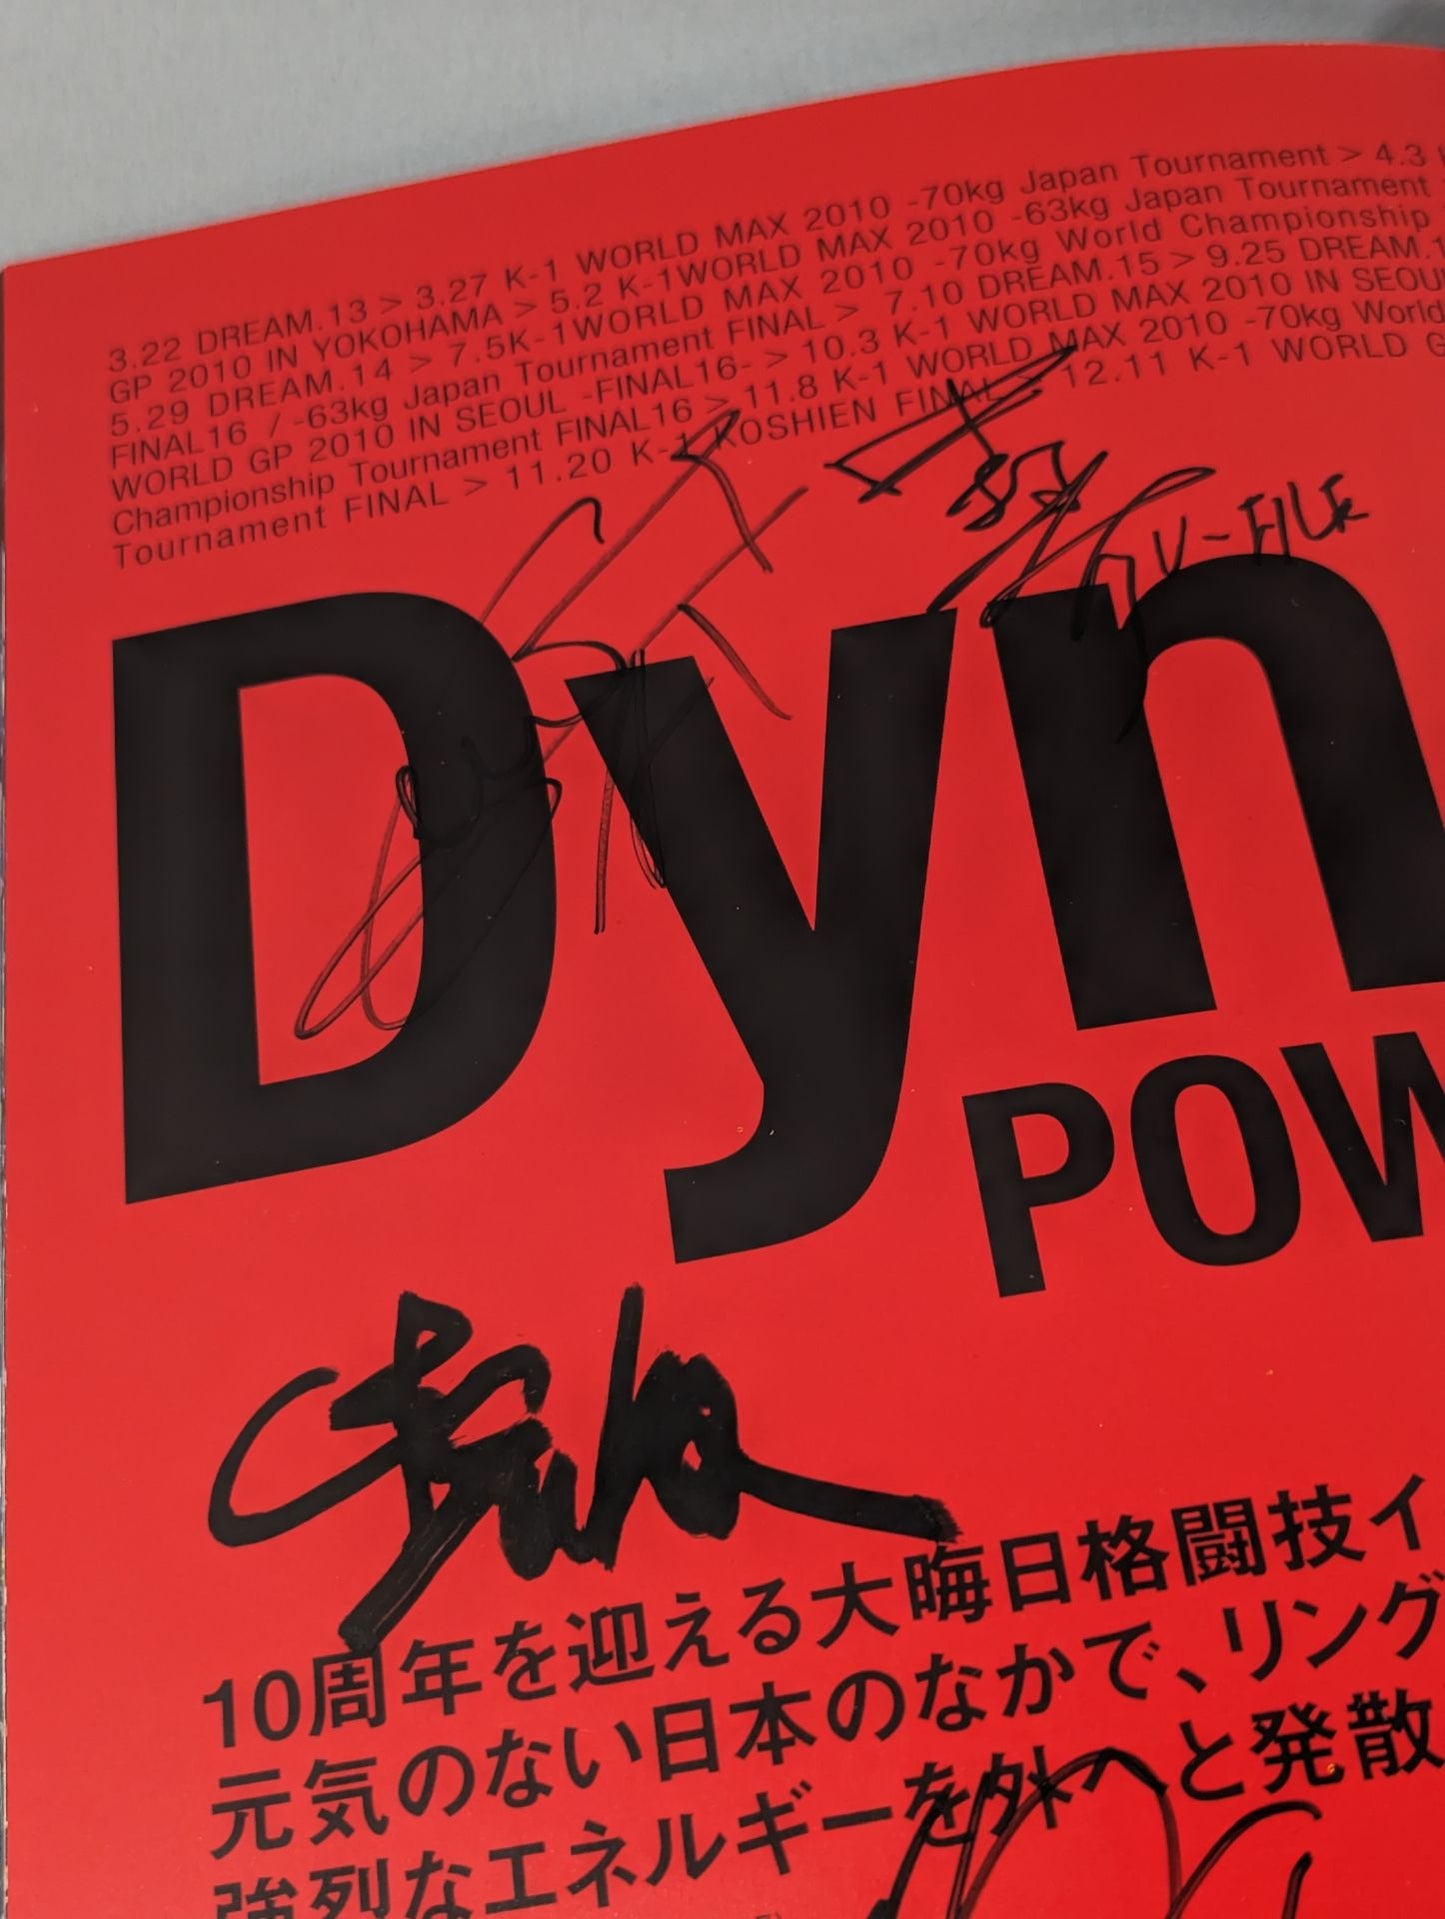 3.22 DREAM.13 > 3.27 K-1 WORLD MAX 2010 -70kg Japan Tournament > 4.3
GP 2010 IN YOKOHAMA > 5.2 K-1WORLD MAX 2010 -63kg Japan Tournament
5.29 DREAM.14 > 7.5K-1WORLD MAX 2010 -70kg World Championship
FINAL16 / -63kg Japan Tournament FINAL > 7.10 DREAM.15 > 9.25 DREAM.1
WORLD GP 2010 IN SEOUL -FINAL16- > 10.3 K-1 WORLD MAX 2010 IN SEOU
Championship Tournament FINAL16 > 11.8 K-1 WORLD MAX 2010 -70kg World
Tournament FINAL > 11.20 K-1 KOSHIEN FINAL > 12.11 K-1 WORLD G
U-FILE
Dyn
POW
10周年を迎える大晦日格闘技イ
元気のない日本のなかで、リング
強烈なエネルギーを外へと発散